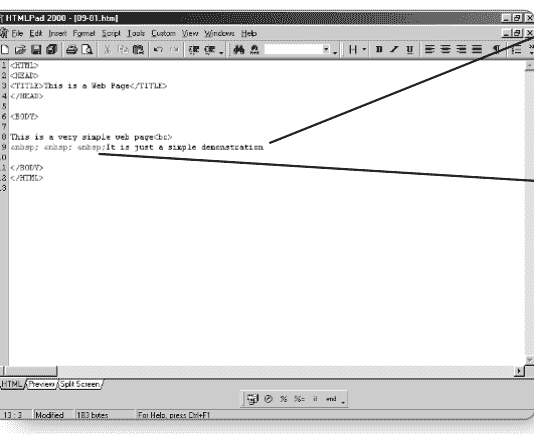 HTMLPad 2000 - [09-01.htm]
File Edit Insert Format Script Tools Custom View Windows Help
H B I U
1 <HTML>
2 <HEAD>
3 <TITLE>This is a Web Page</TITLE>
4 </HEAD>
5
6 <BODY>
7
8 This is a very simple web page<br>
9 &nbsp; &nbsp; &nbsp;It is just a simple demonstration
10
11 </BODY>
12 </HTML>
13
HTML Preview Split Screen
% %= if end
13 : 3 Modified 183 bytes For Help, press Ctrl+F1